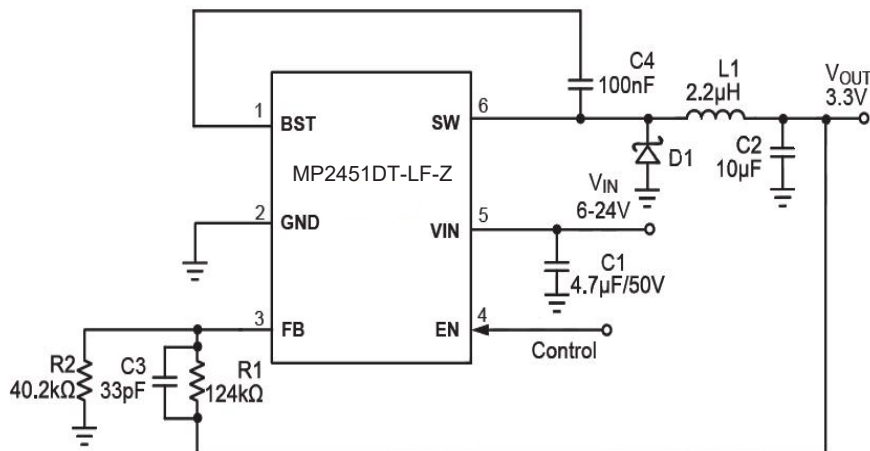 C4
100nF
L1
2.2µH
VOUT
3.3V
1
BST
SW
6
MP2451DT-LF-Z
D1
C2
10µF
VIN
6-24V
2
GND
VIN
5
C1
4.7µF/50V
3
FB
EN
4
Control
R2
40.2kΩ
C3
33pF
R1
124kΩ